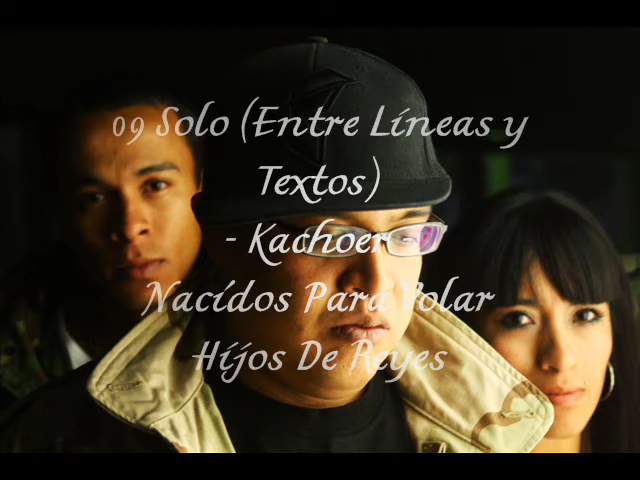 09 Solo (Entre Líneas y
Textos)
- Kachoer
Nacídos Para Volar
Híjos De Reyes